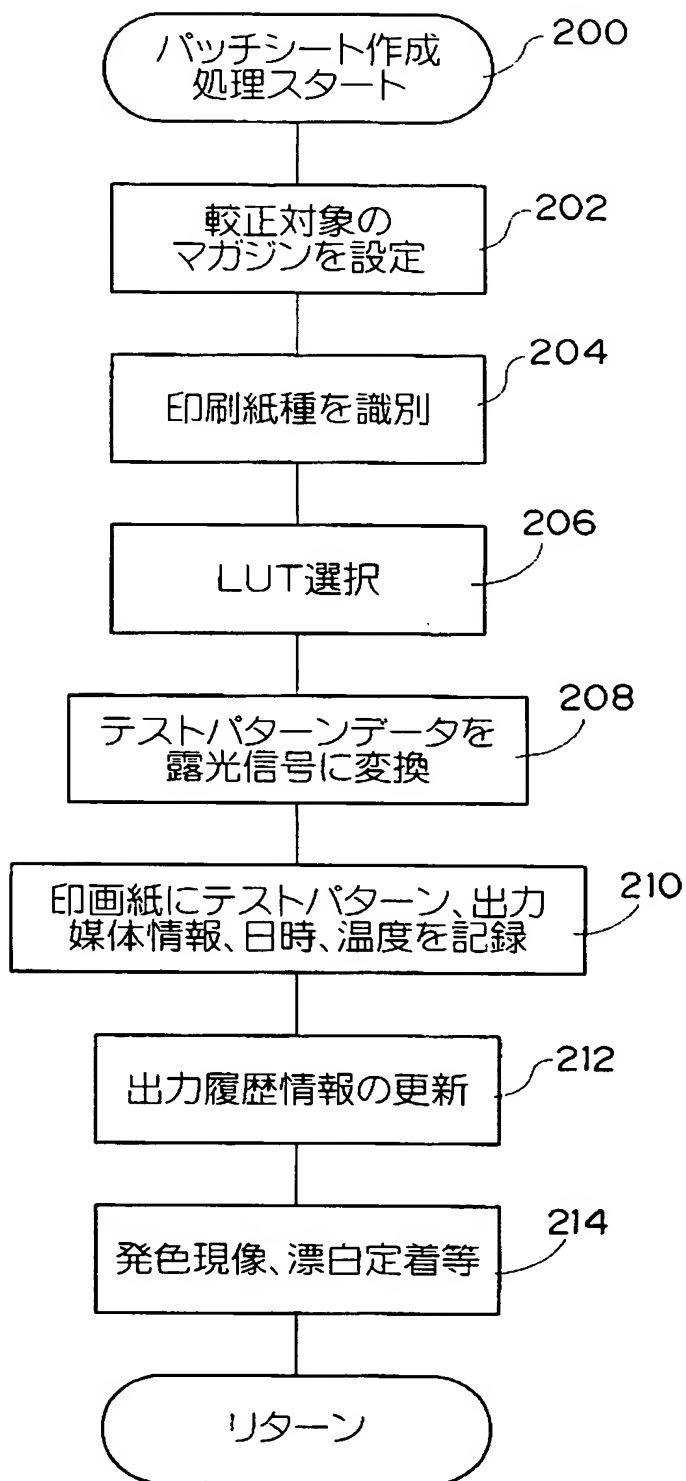 パッチシート作成
処理スタート
200
較正対象の
マガジンを設定
202
印刷紙種を識別
204
LUT選択
206
テストパターンデータを
露光信号に変換
208
印画紙にテストパターン、出力
媒体情報、日時、温度を記録
210
出力履歴情報の更新
212
発色現像、漂白定着等
214
リターン